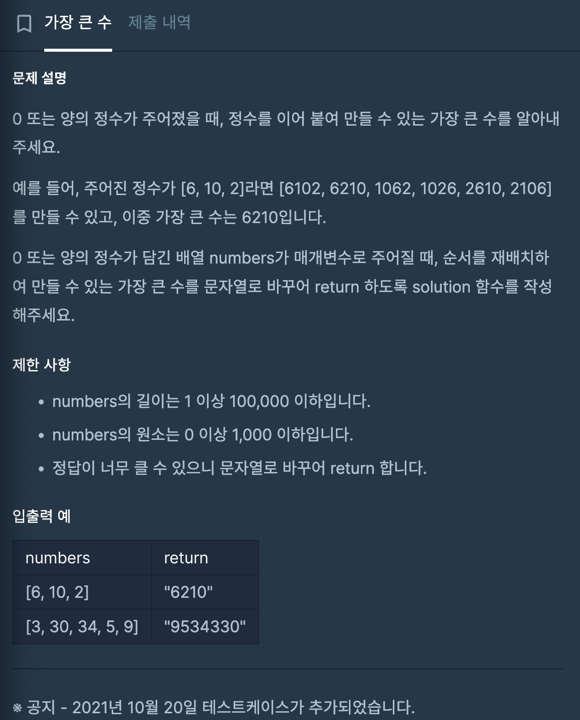 가장 큰 수 제출 내역
문제 설명
0 또는 양의 정수가 주어졌을 때, 정수를 이어 붙여 만들 수 있는 가장 큰 수를 알아내
주세요.
예를 들어, 주어진 정수가 [6, 10, 2]라면 [6102, 6210, 1062, 1026, 2610, 2106]
를 만들 수 있고, 이중 가장 큰 수는 6210입니다.
0 또는 양의 정수가 담긴 배열 numbers가 매개변수로 주어질 때, 순서를 재배치하
여 만들 수 있는 가장 큰 수를 문자열로 바꾸어 return 하도록 solution 함수를 작성
해주세요.
제한 사항
• numbers의 길이는 1 이상 100,000 이하입니다.
• numbers의 원소는 0 이상 1,000 이하입니다.
• 정답이 너무 클 수 있으니 문자열로 바꾸어 return 합니다.
입출력 예
numbers return
[6, 10, 2] "6210"
[3, 30, 34, 5, 9] "9534330"
※ 공지 - 2021년 10월 20일 테스트케이스가 추가되었습니다.